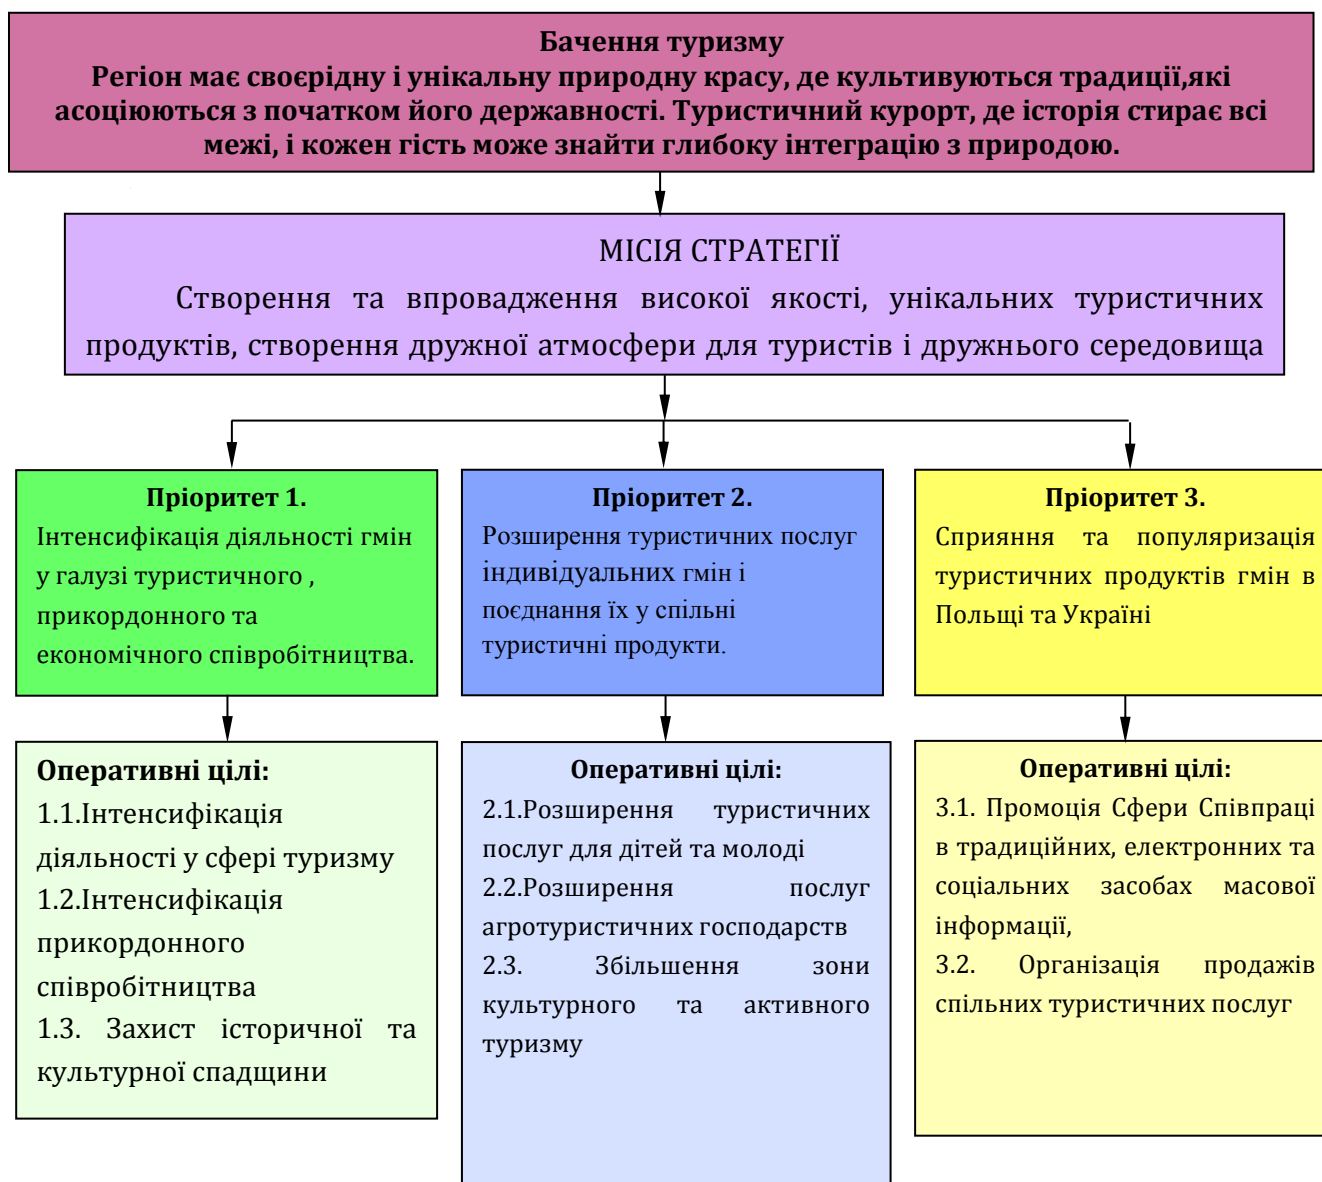 Бачення туризму
Регіон має своєрідну і унікальну природну красу, де культивуються традиції,які
асоціюються з початком його державності. Туристичний курорт, де історія стирає всі
межі, і кожен гість може знайти глибоку інтеграцію з природою.
МІСІЯ СТРАТЕГІЇ
Створення та впровадження високої якості, унікальних туристичних
продуктів, створення дружної атмосфери для туристів і дружнього середовища
Пріоритет 1.
Інтенсифікація діяльності гмін
у галузі туристичного ,
прикордонного та
економічного співробітництва.
Пріоритет 2.
Розширення туристичних послуг
індивідуальних гмін і
поєднання їх у спільні
туристичні продукти.
Пріоритет 3.
Сприяння та популяризація
туристичних продуктів гмін в
Польщі та Україні
Оперативні цілі:
1.1.Інтенсифікація
діяльності у сфері туризму
1.2.Інтенсифікація
прикордонного
співробітництва
1.3. Захист історичної та
культурної спадщини
Оперативні цілі:
2.1.Розширення туристичних
послуг для дітей та молоді
2.2.Розширення послуг
агротуристичних господарств
2.3. Збільшення зони
культурного та активного
туризму
Оперативні цілі:
3.1. Промоція Сфери Співпраці
в традиційних, електронних та
соціальних засобах масової
інформації,
3.2. Організація продажів
спільних туристичних послуг